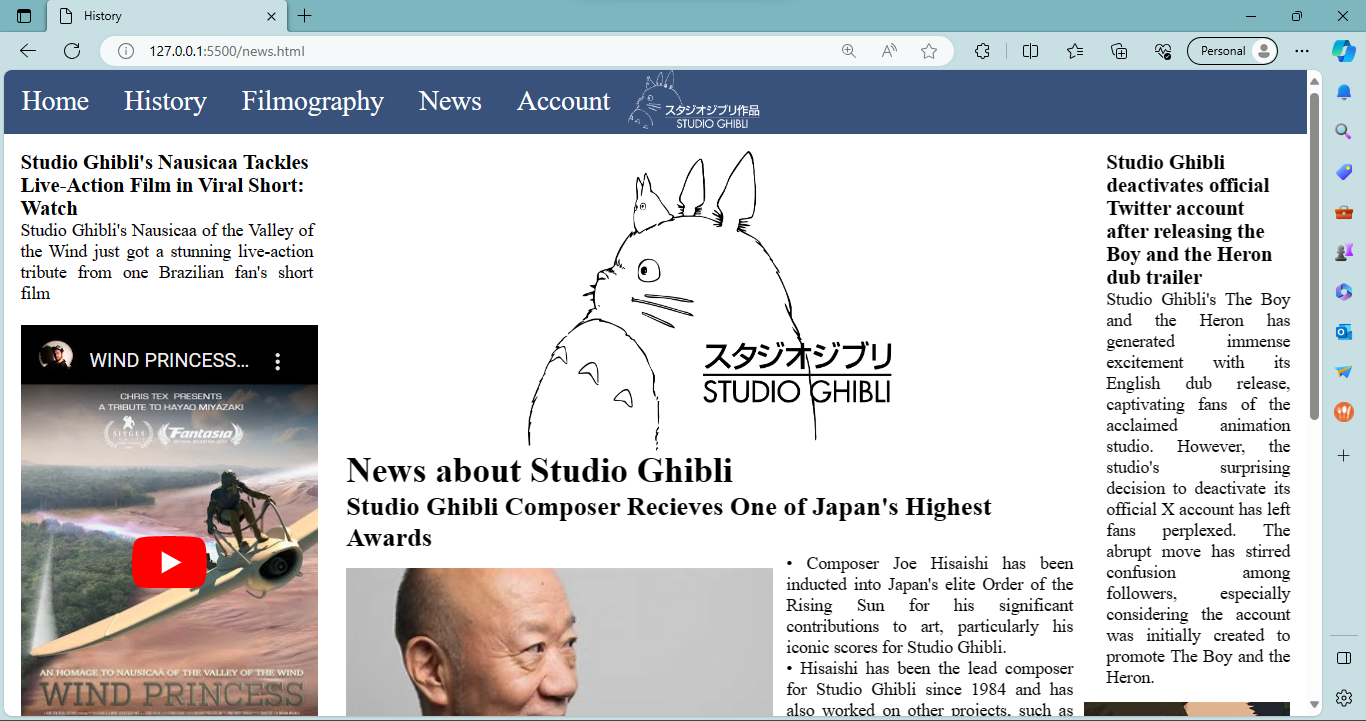 History
127.0.0.1:5500/news.html
Personal
Home History Filmography News Account
スタジオジブリ作品
STUDIO GHIBLI
Studio Ghibli's Nausicaa Tackles
Live-Action Film in Viral Short:
Watch
Studio Ghibli's Nausicaa of the Valley of
the Wind just got a stunning live-action
tribute from one Brazilian fan's short
film
WIND PRINCESS...
CHRIS TEX PRESENTS
A TRIBUTE TO HAYAO MIYAZAKI
SITGES
Fantasia
AN HOMAGE TO NAUSICAÄ OF THE VALLEY OF THE WIND
WIND PRINCESS
スタジオジブリ
STUDIO GHIBLI
News about Studio Ghibli
Studio Ghibli Composer Recieves One of Japan's Highest
Awards
• Composer Joe Hisaishi has been
inducted into Japan's elite Order of the
Rising Sun for his significant
contributions to art, particularly his
iconic scores for Studio Ghibli.
• Hisaishi has been the lead composer
for Studio Ghibli since 1984 and has
also worked on other projects, such as
Studio Ghibli
deactivates official
Twitter account
after releasing the
Boy and the Heron
dub trailer
Studio Ghibli's The Boy
and the Heron has
generated immense
excitement with its
English dub release,
captivating fans of the
acclaimed animation
studio. However, the
studio's surprising
decision to deactivate its
official X account has left
fans perplexed. The
abrupt move has stirred
confusion among
followers, especially
considering the account
was initially created to
promote The Boy and the
Heron.